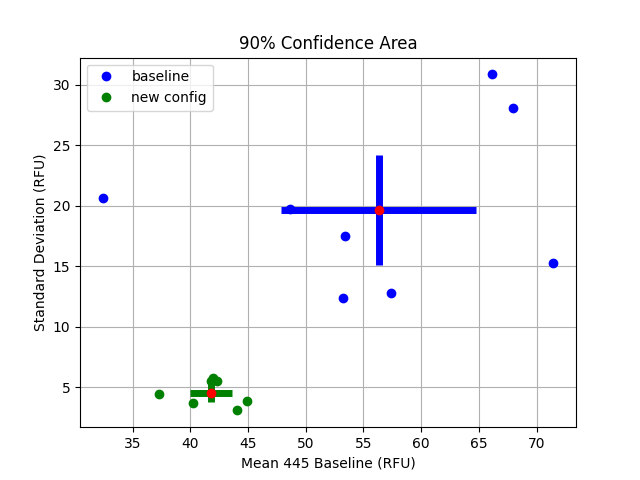 90% Confidence Area
baseline
new config
30
25
20
15
10
5
Standard Deviation (RFU)
35 40 45 50 55 60 65 70
Mean 445 Baseline (RFU)